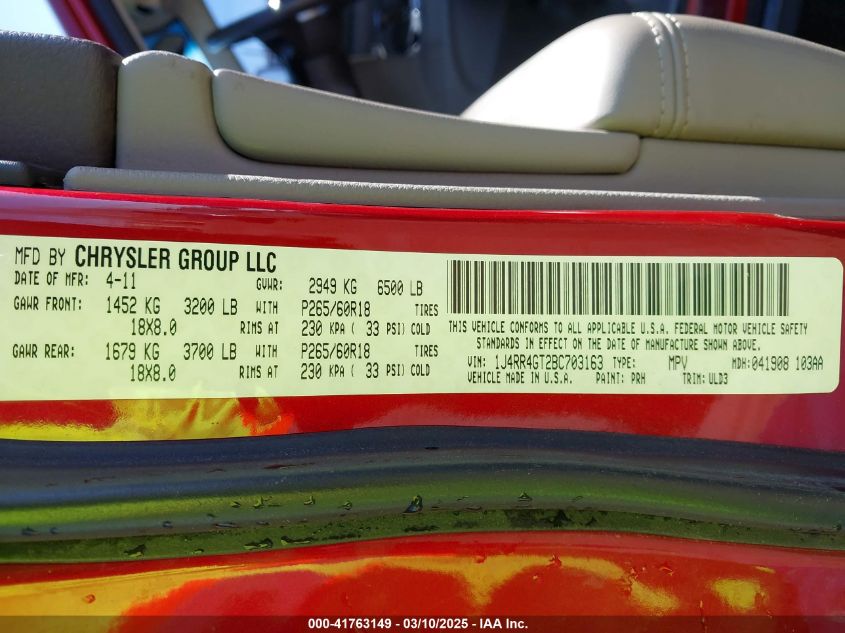 MFD BY CHRYSLER GROUP LLC
DATE OF MFR: 4-11 GVWR: 2949 KG 6500 LB
GAWR FRONT: 1452 KG 3200 LB WITH P265/60R18 TIRES
18X8.0 RIMS AT 230 KPA ( 33 PSI) COLD
GAWR REAR: 1679 KG 3700 LB WITH P265/60R18 TIRES
18X8.0 RIMS AT 230 KPA ( 33 PSI) COLD
THIS VEHICLE CONFORMS TO ALL APPLICABLE U.S.A. FEDERAL MOTOR VEHICLE SAFETY
STANDARDS IN EFFECT ON THE DATE OF MANUFACTURE SHOWN ABOVE.
VIN: 1J4RR4GT2BC703163 TYPE: MPV MDH: 041908 103AA
VEHICLE MADE IN U.S.A. PAINT: PRH TRIM: ULD3
000-41763149 - 03/10/2025 - IAA Inc.